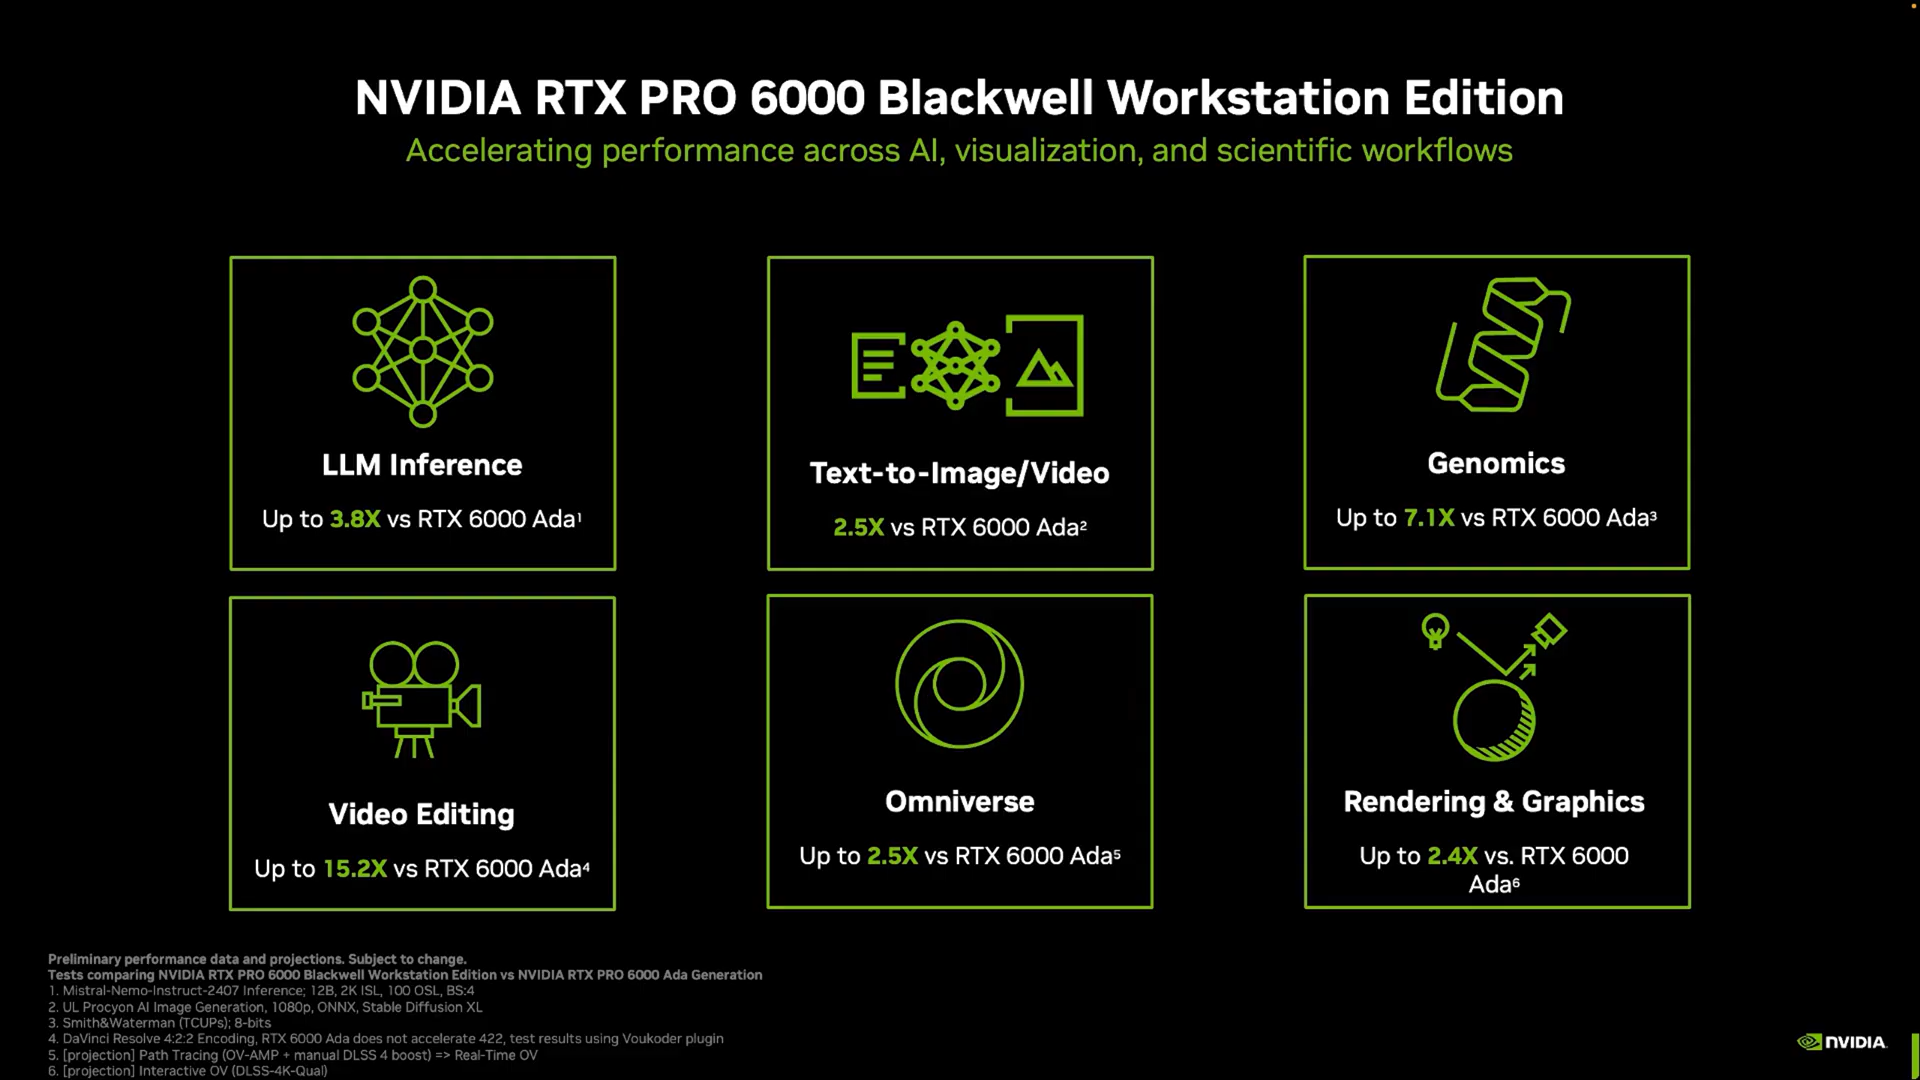 NVIDIA RTX PRO 6000 Blackwell Workstation Edition
Accelerating performance across AI, visualization, and scientific workflows
LLM Inference
Up to 3.8X vs RTX 6000 Ada¹
Text-to-Image/Video
2.5X vs RTX 6000 Ada²
Genomics
Up to 7.1X vs RTX 6000 Ada³
Video Editing
Up to 15.2X vs RTX 6000 Ada⁴
Omniverse
Up to 2.5X vs RTX 6000 Ada⁵
Rendering & Graphics
Up to 2.4X vs. RTX 6000
Ada⁶
Preliminary performance data and projections. Subject to change.
Tests comparing NVIDIA RTX PRO 6000 Blackwell Workstation Edition vs NVIDIA RTX PRO 6000 Ada Generation
1. Mistral-Nemo-Instruct-2407 Inference; 12B, 2K ISL, 100 OSL, BS:4
2. UL Procyon AI Image Generation, 1080p, ONNX, Stable Diffusion XL
3. Smith&Waterman (TCUPs); 8-bits
4. DaVinci Resolve 4:2:2 Encoding, RTX 6000 Ada does not accelerate 422, test results using Voukoder plugin
5. [projection] Path Tracing (OV-AMP + manual DLSS 4 boost) => Real-Time OV
6. [projection] Interactive OV (DLSS-4K-Qual)
NVIDIA.